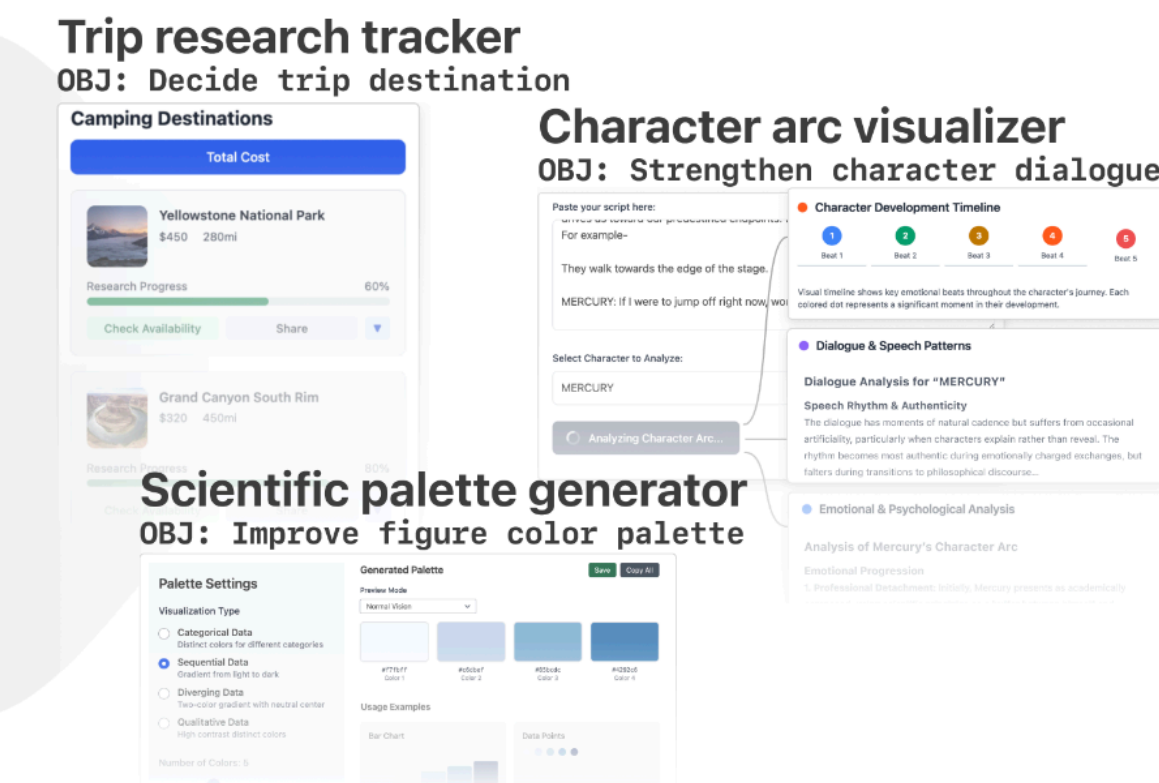 Trip research tracker
OBJ: Decide trip destination
Camping Destinations
Total Cost
Yellowstone National Park
$450 280mi
Research Progress 60%
Check Availability Share
Grand Canyon South Rim
$320 450mi
Research Progress 80%
Character arc visualizer
OBJ: Strengthen character dialogue
Paste your script here:
For example-
They walk towards the edge of the stage.
MERCURY: If I were to jump off right now,
Select Character to Analyze:
MERCURY
Analyzing Character Arc...
Character Development Timeline
1 2 3 4 5
Beat 1 Beat 2 Beat 3 Beat 4 Beat 5
Visual timeline shows key emotional beats throughout the character's journey. Each
colored dot represents a significant moment in their development.
Dialogue & Speech Patterns
Dialogue Analysis for “MERCURY”
Speech Rhythm & Authenticity
The dialogue has moments of natural cadence but suffers from occasional
artificiality, particularly when characters explain rather than reveal. The
rhythm becomes most authentic during emotionally charged exchanges, but
falters during transitions to philosophical discourse...
Emotional & Psychological Analysis
Analysis of Mercury's Character Arc
Emotional Progression
1. Professional Detachment: Initially, Mercury presents as academically
Scientific palette generator
OBJ: Improve figure color palette
Palette Settings
Visualization Type
Categorical Data
Distinct colors for different categories
Sequential Data
Gradient from light to dark
Diverging Data
Two-color gradient with neutral center
Qualitative Data
High contrast distinct colors
Number of Colors: 5
Generated Palette
Save Copy All
Preview Mode
Normal Vision
#f7fbff
Color 1 Color 2 Color 3 Color 4
Usage Examples
Bar Chart Data Points